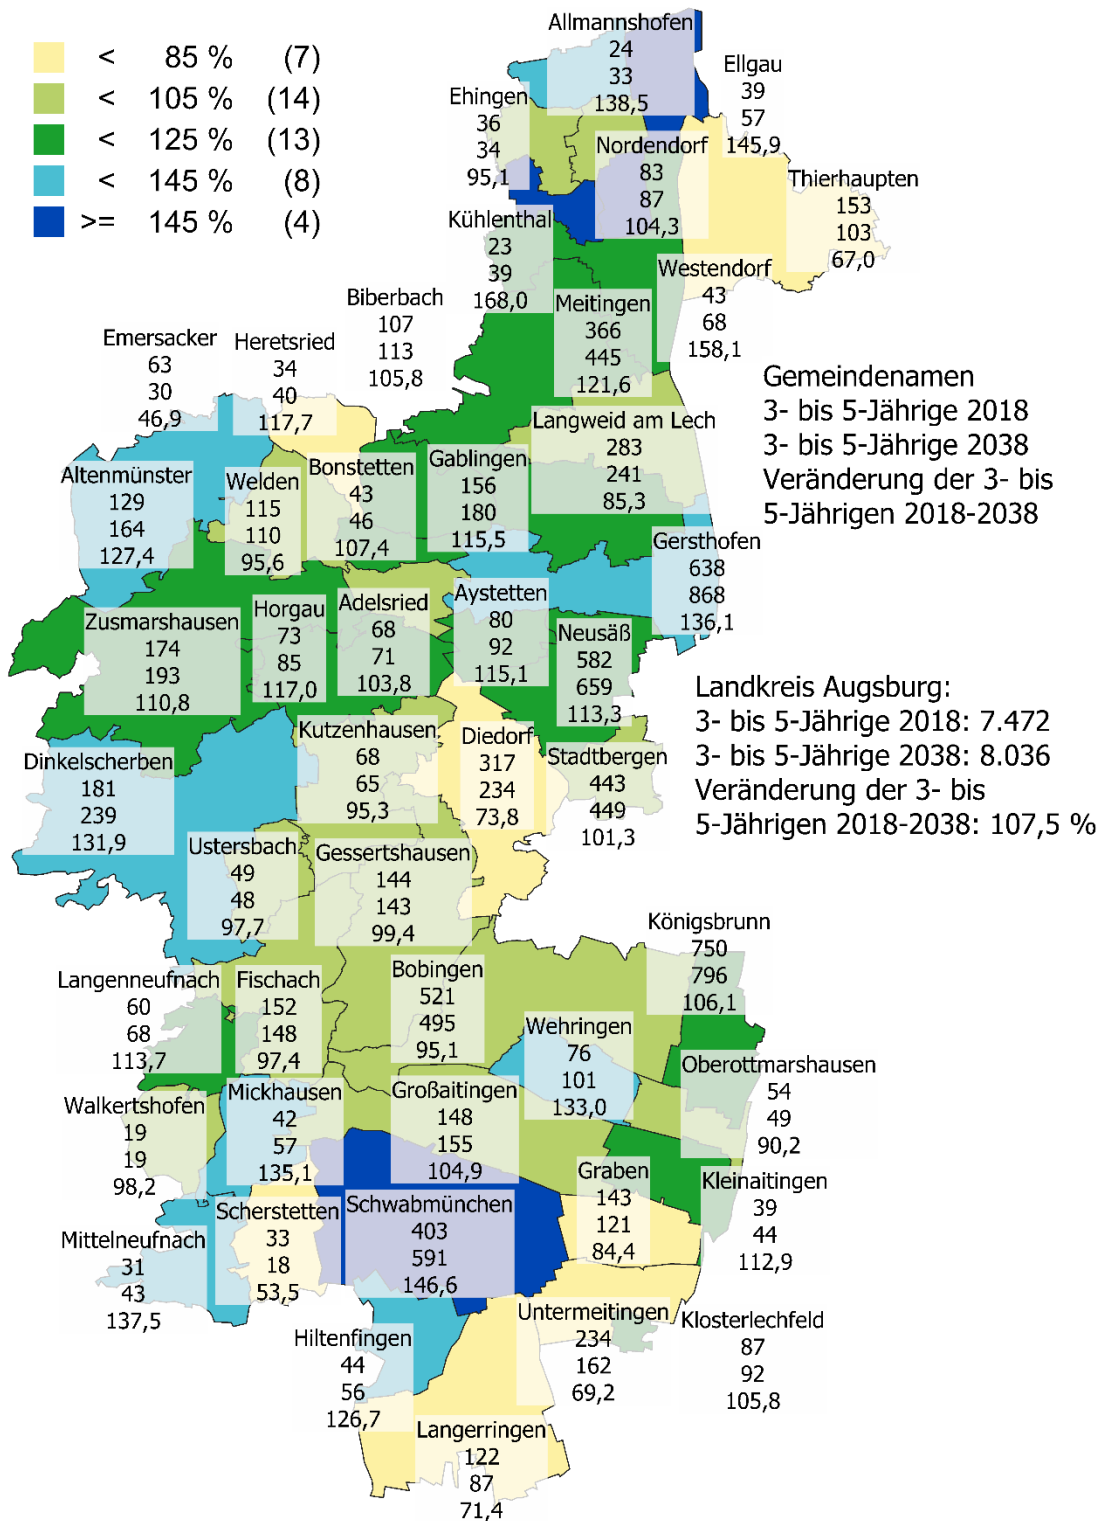 < 85 % (7)
< 105 % (14)
< 125 % (13)
< 145 % (8)
>= 145 % (4)
Allmannshofen
24
33
138,5
Ellgau
39
57
145,9
Ehingen
36
34
95,1
Nordendorf
83
87
104,3
Thierhaupten
153
103
67,0
Kühlenthal
23
39
168,0
Westendorf
43
68
158,1
Biberbach
107
113
105,8
Meitingen
366
445
121,6
Emersacker
63
30
46,9
Heretsried
34
40
117,7
Gemeindenamen
3- bis 5-Jährige 2018
3- bis 5-Jährige 2038
Veränderung der 3- bis
5-Jährigen 2018-2038
Langweid am Lech
283
241
85,3
Altenmünster
129
164
127,4
Welden
115
110
95,6
Bonstetten
43
46
107,4
Gablingen
156
180
115,5
Gersthofen
638
868
136,1
Zusmarshausen
174
193
110,8
Horgau
73
85
117,0
Adelsried
68
71
103,8
Aystetten
80
92
115,1
Neusäß
582
659
113,3
Landkreis Augsburg:
3- bis 5-Jährige 2018: 7.472
3- bis 5-Jährige 2038: 8.036
Veränderung der 3- bis
5-Jährigen 2018-2038: 107,5 %
Dinkelscherben
181
239
131,9
Kutzenhausen
68
65
95,3
Diedorf
317
234
73,8
Stadtbergen
443
449
101,3
Ustersbach
49
48
97,7
Gessertshausen
144
143
99,4
Königsbrunn
750
796
106,1
Langenneufnach
60
68
113,7
Fischach
152
148
97,4
Bobingen
521
495
95,1
Wehringen
76
101
133,0
Oberottmarshausen
54
49
90,2
Walkertshofen
19
19
98,2
Mickhausen
42
57
135,1
Großaitingen
148
155
104,9
Graben
143
121
84,4
Kleinaitingen
39
44
112,9
Mittelneufnach
31
43
137,5
Scherstetten
33
18
53,5
Schwabmünchen
403
591
146,6
Hiltenfingen
44
56
126,7
Untermeitingen
234
162
69,2
Klosterlechfeld
87
92
105,8
Langerringen
122
87
71,4